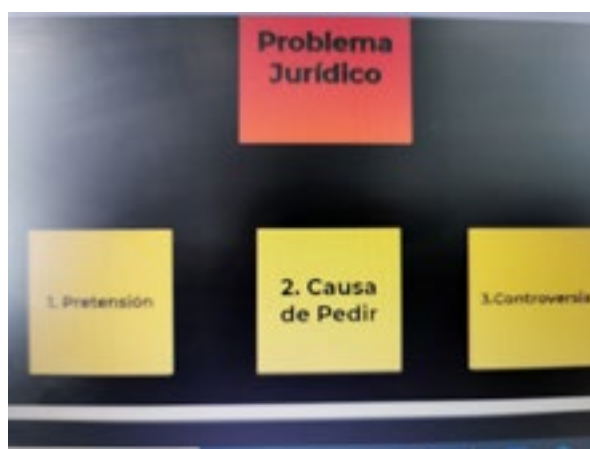 Problema
Jurídico
1. Pretensión
2. Causa
de Pedir
3.Controversia